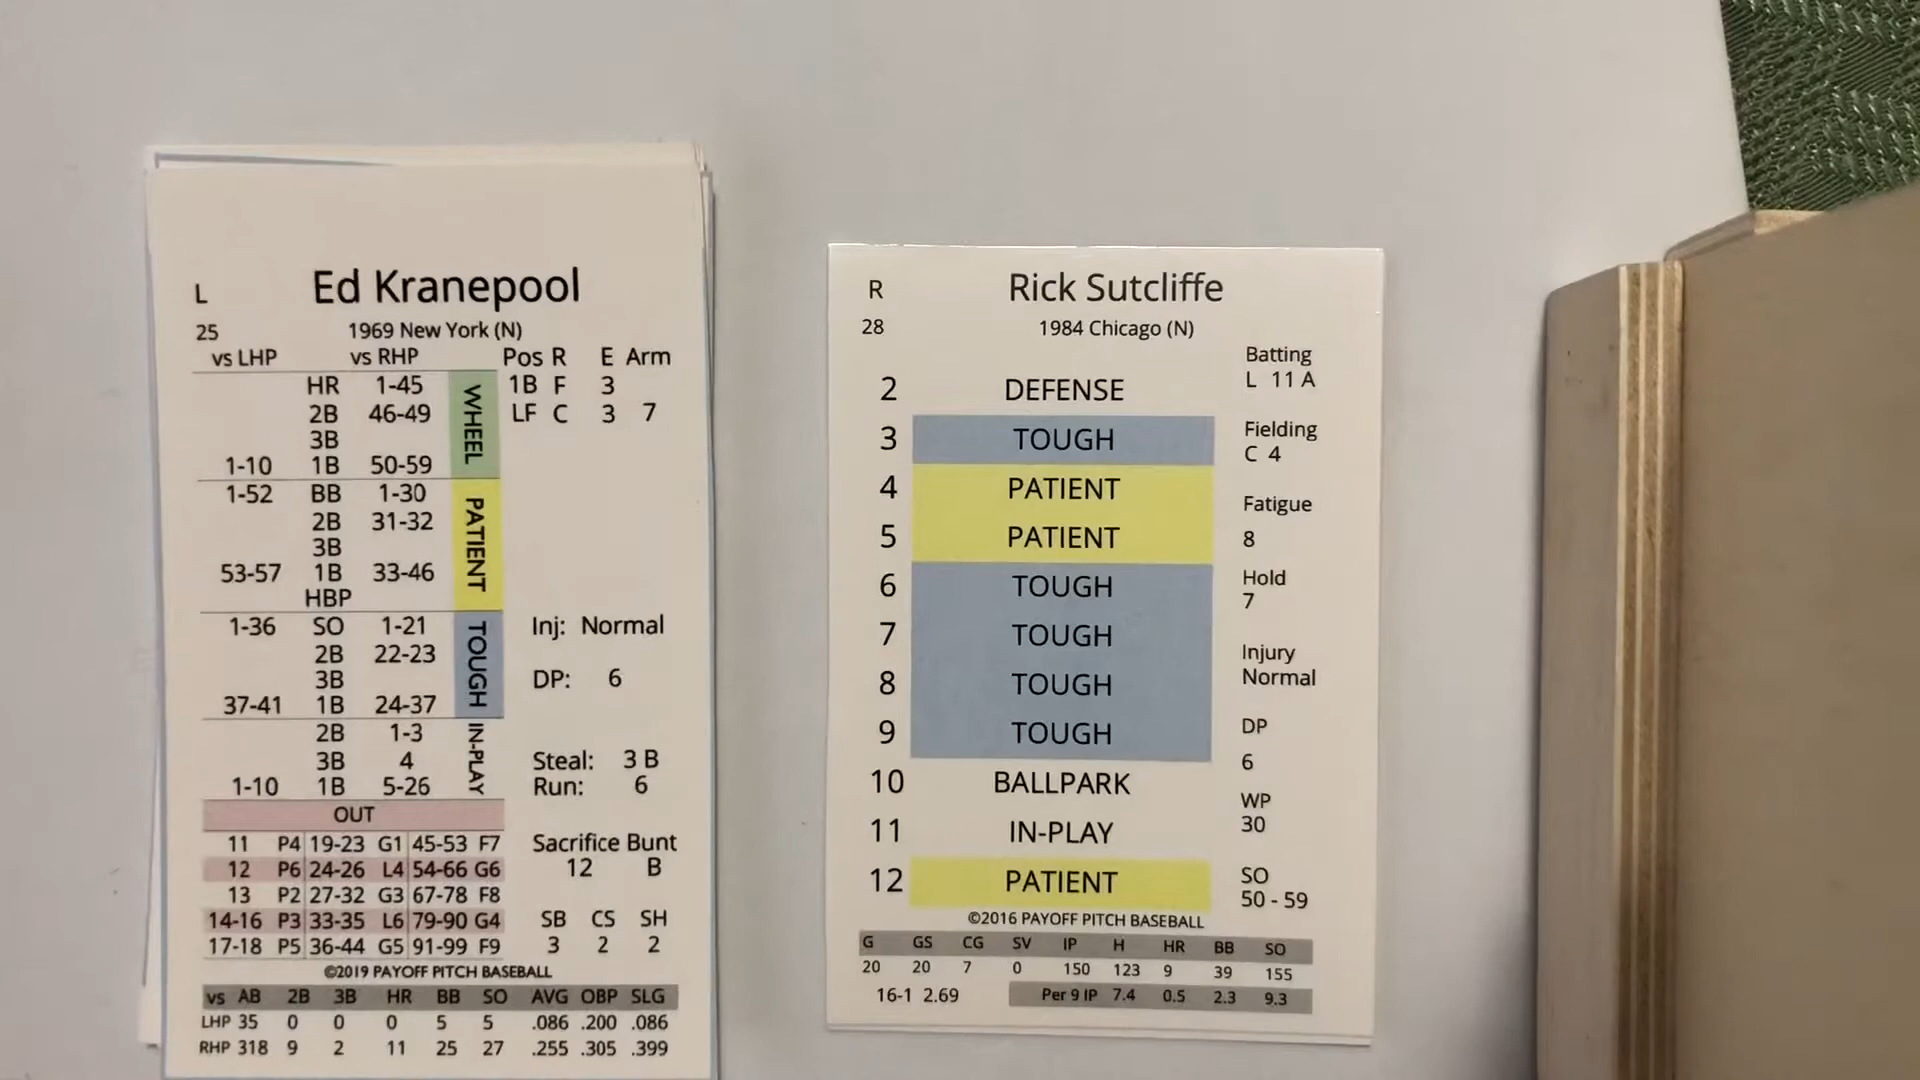 L Ed Kranepool
25 1969 New York (N)
vs LHP vs RHP Pos R E Arm
HR 1-45 1B F 3
2B 46-49 LF C 3 7
3B
1-10 1B 50-59
WHEEL
1-52 BB 1-30
2B 31-32
3B
53-57 1B 33-46
HBP
PATIENT
1-36 SO 1-21 Inj: Normal
2B 22-23
3B DP: 6
37-41 1B 24-37
TOUGH
2B 1-3
3B 4 Steal: 3 B
1-10 1B 5-26 Run: 6
IN-PLAY
OUT
11 P4 19-23 G1 45-53 F7 Sacrifice Bunt
12 P6 24-26 L4 54-66 G6 12 B
13 P2 27-32 G3 67-78 F8
14-16 P3 33-35 L6 79-90 G4 SB CS SH
17-18 P5 36-44 G5 91-99 F9 3 2 2
©2019 PAYOFF PITCH BASEBALL
vs AB 2B 3B HR BB SO AVG OBP SLG
LHP 35 0 0 0 5 5 .086 .200 .086
RHP 318 9 2 11 25 27 .255 .305 .399
R Rick Sutcliffe
28 1984 Chicago (N)
2 DEFENSE
3 TOUGH
4 PATIENT
5 PATIENT
6 TOUGH
7 TOUGH
8 TOUGH
9 TOUGH
10 BALLPARK
11 IN-PLAY
12 PATIENT
Batting
L 11 A
Fielding
C 4
Fatigue
8
Hold
7
Injury
Normal
DP
6
WP
30
SO
50 - 59
©2016 PAYOFF PITCH BASEBALL
G GS CG SV IP H HR BB SO
20 20 7 0 150 123 9 39 155
16-1 2.69 Per 9 IP 7.4 0.5 2.3 9.3